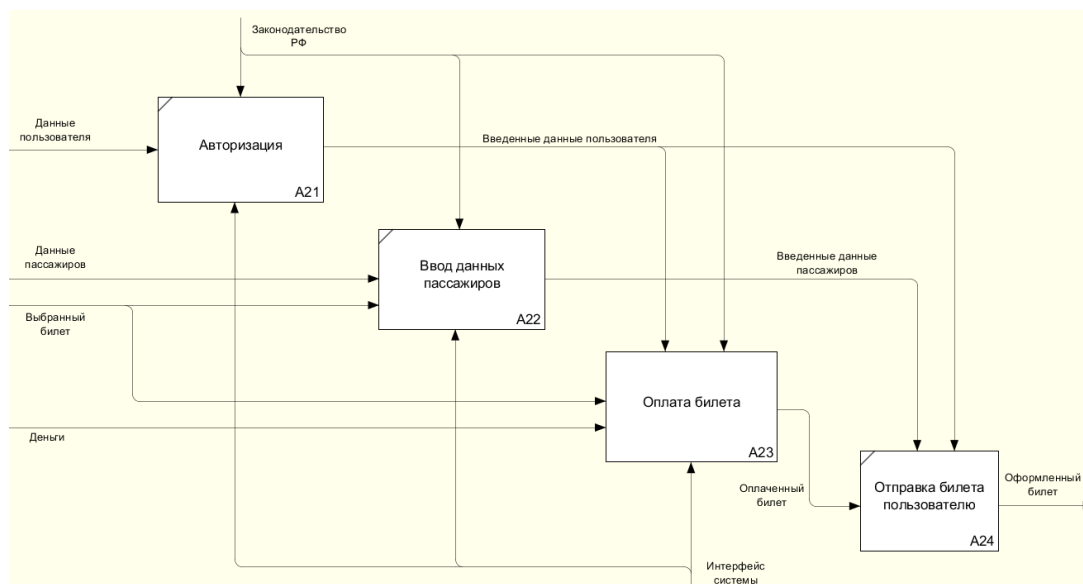 Законодательство
РФ
Данные
пользователя
Авторизация
A21
Введенные данные пользователя
Данные
пассажиров
Ввод данных
пассажиров
A22
Введенные данные
пассажиров
Выбранный
билет
Оплата билета
A23
Деньги
Оплаченный
билет
Отправка билета
пользователю
A24
Оформленный
билет
Интерфейс
системы